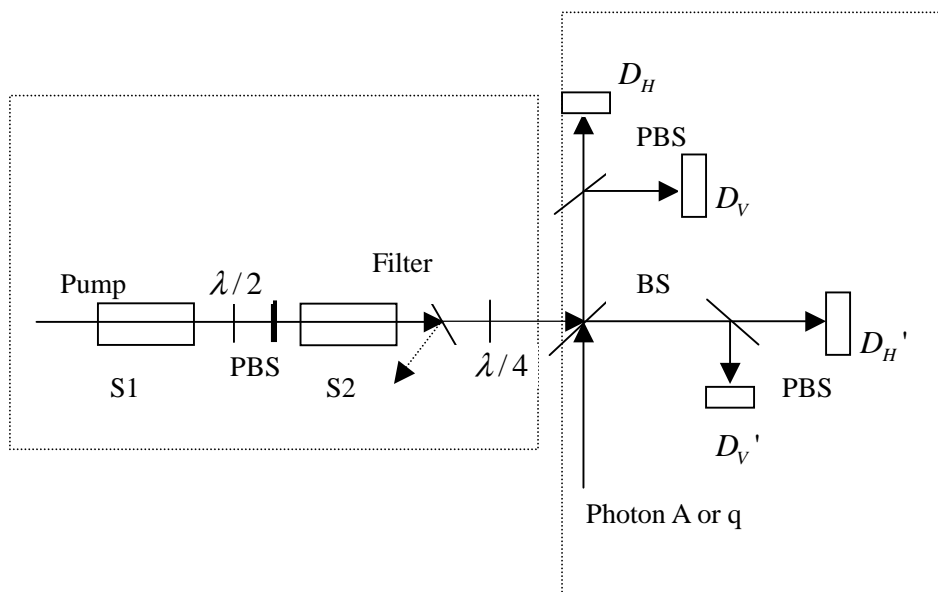 D_H
PBS
D_V
Filter
BS
Pump
λ/2
D_H'
PBS
λ/4
PBS
S1
S2
D_V'
Photon A or q